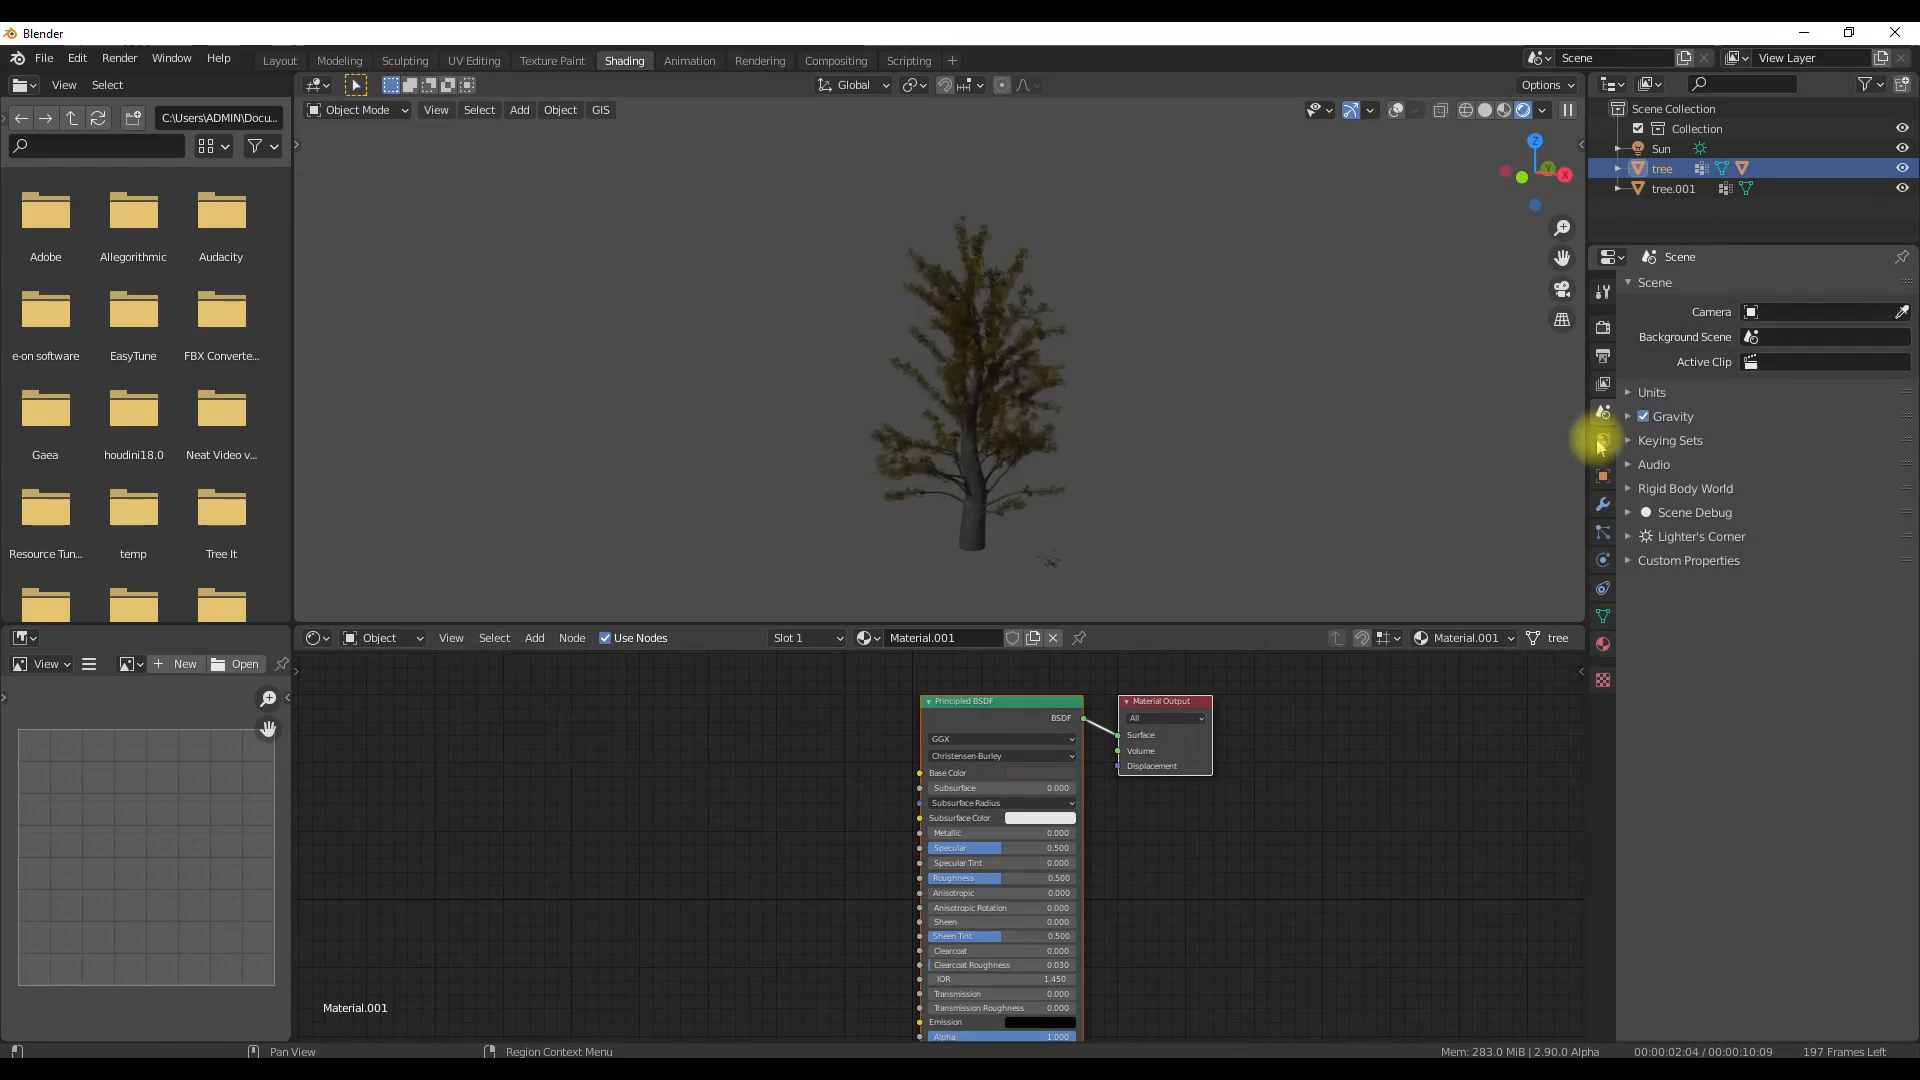 Blender
File Edit Render Window Help
Layout Modeling Sculpting UV Editing Texture Paint Shading Animation Rendering Compositing Scripting +
Scene
View Layer
View Select
Global
Options
C:\Users\ADMIN\Docu...
Object Mode View Select Add Object GIS
Adobe Allegorithmic Audacity
e-on software EasyTune FBX Converte...
Gaea houdini18.0 Neat Video v...
Resource Tun... temp Tree It
Z
Y
X
Scene Collection
Collection
Sun
tree
tree.001
Scene
Scene
Camera
Background Scene
Active Clip
Units
Gravity
Keying Sets
Audio
Rigid Body World
Scene Debug
Lighter's Corner
Custom Properties
View New Open
Object View Select Add Node Use Nodes Slot 1 Material.001 Material.001 tree
Principled BSDF
BSDF
GGX
Christensen-Burley
Base Color
Subsurface 0.000
Subsurface Radius
Subsurface Color
Metallic 0.000
Specular 0.500
Specular Tint 0.000
Roughness 0.500
Anisotropic 0.000
Anisotropic Rotation 0.000
Sheen 0.000
Sheen Tint 0.500
Clearcoat 0.000
Clearcoat Roughness 0.030
IOR 1.450
Transmission 0.000
Transmission Roughness 0.000
Emission
Alpha 1.000
Material Output
All
Surface
Volume
Displacement
Material.001
Pan View
Region Context Menu
Mem: 283.0 MiB | 2.90.0 Alpha
00:00:02:04 / 00:00:10:09
197 Frames Left